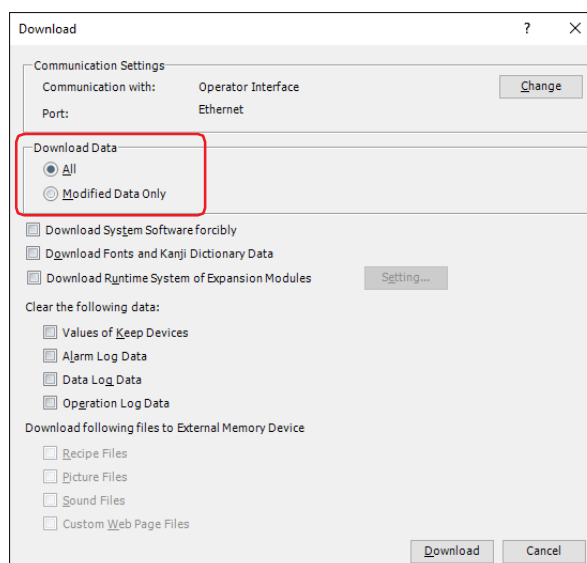 Download ? ×
Communication Settings
Communication with: Operator Interface Change
Port: Ethernet
Download Data
All
Modified Data Only
Download System Software forcibly
Download Fonts and Kanji Dictionary Data
Download Runtime System of Expansion Modules Setting...
Clear the following data:
Values of Keep Devices
Alarm Log Data
Data Log Data
Operation Log Data
Download following files to External Memory Device
Recipe Files
Picture Files
Sound Files
Custom Web Page Files
Download Cancel